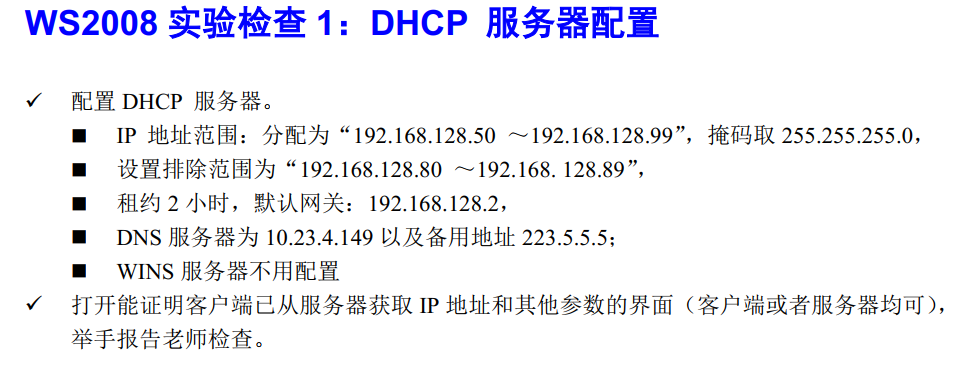 WS2008 实验检查 1：DHCP 服务器配置
✓ 配置 DHCP 服务器。
■ IP 地址范围：分配为“192.168.128.50 ～192.168.128.99”，掩码取 255.255.255.0，
■ 设置排除范围为“192.168.128.80 ～192.168. 128.89”，
■ 租约 2 小时，默认网关：192.168.128.2，
■ DNS 服务器为 10.23.4.149 以及备用地址 223.5.5.5；
■ WINS 服务器不用配置
✓ 打开能证明客户端已从服务器获取 IP 地址和其他参数的界面（客户端或者服务器均可），
举手报告老师检查。